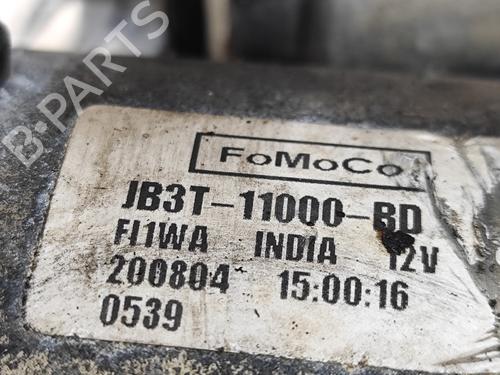 B-PARTS
FoMoCo
JB3T-11000-BD
FI1WA INDIA 12V
200804 15:00:16
0539